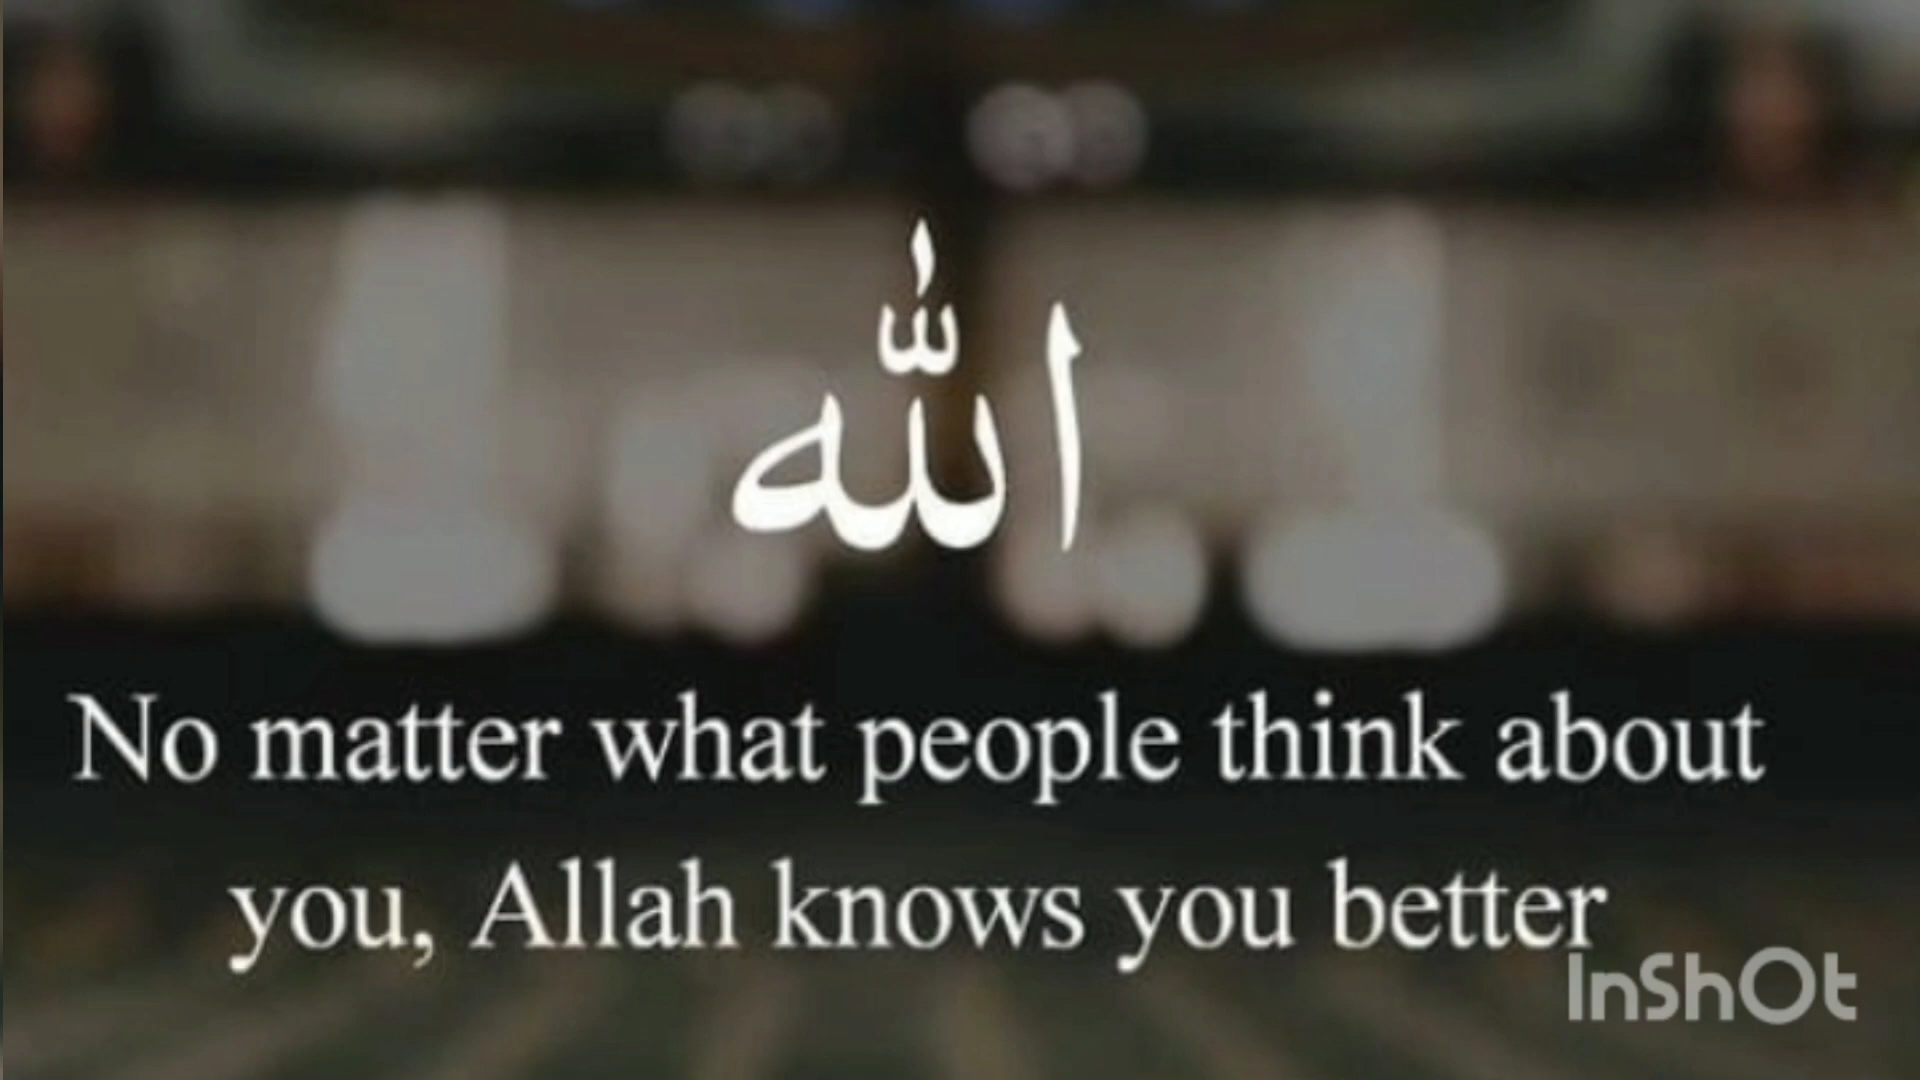 الله
No matter what people think about
you, Allah knows you better
InShOt